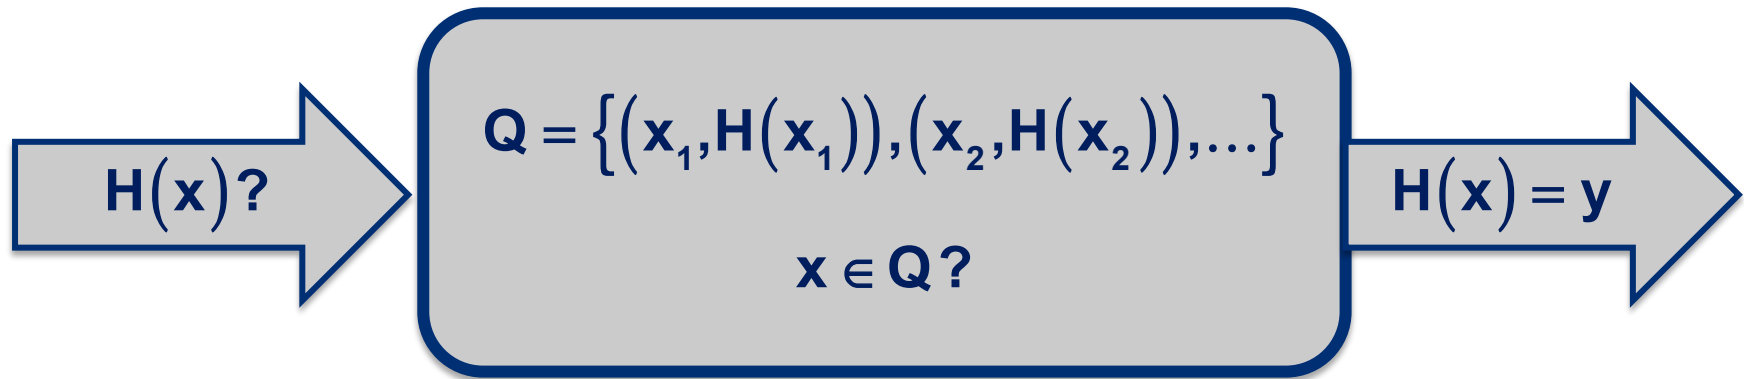 H(x)?
Q = {(x₁,H(x₁)),(x₂,H(x₂)),...}
x ∈ Q?
H(x) = y